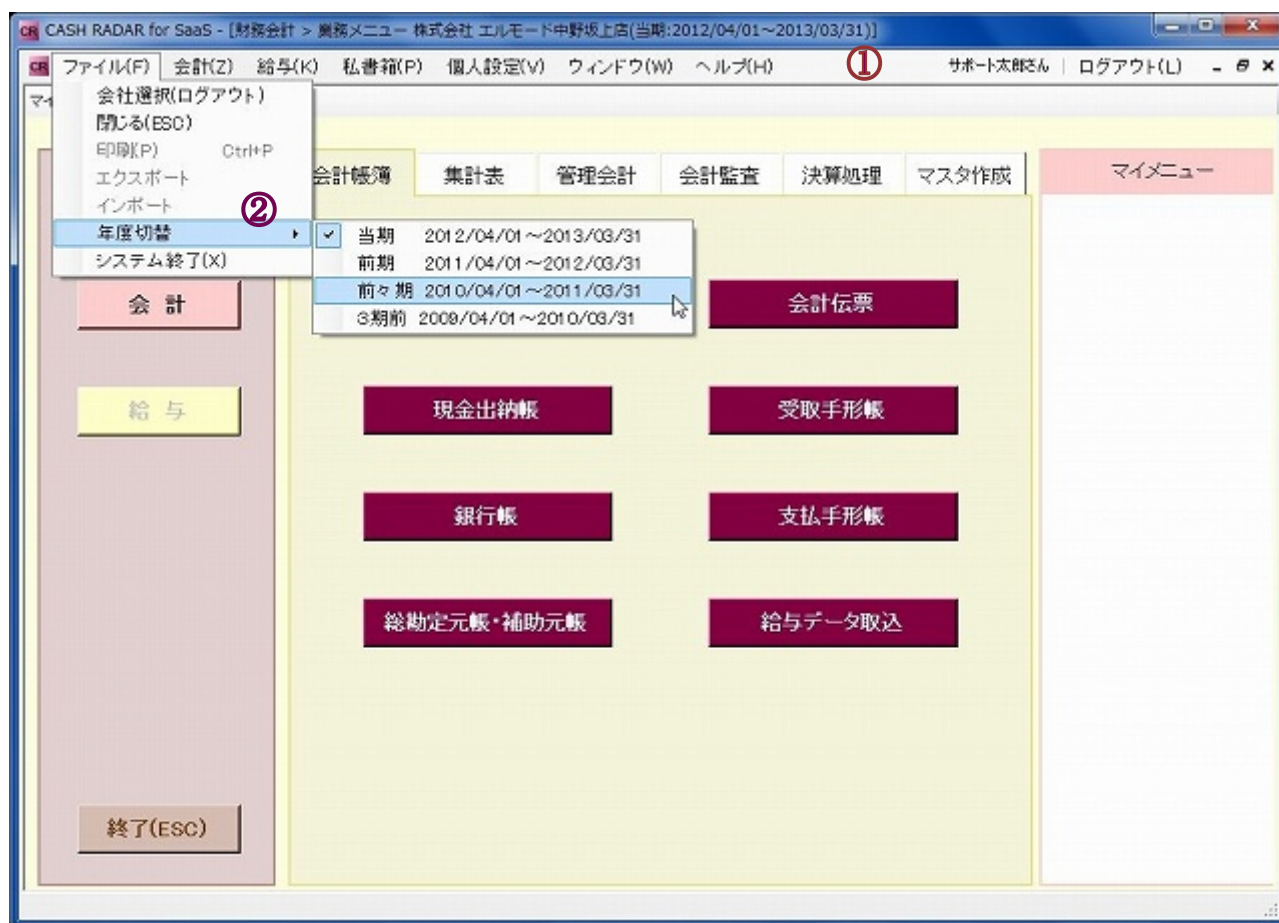 CR CASH RADAR for SaaS - [財務会計 > 業務メニュー 株式会社 エルモード中野坂上店(当期:2012/04/01～2013/03/31)]
CR ファイル(F) 会計(Z) 給与(K) 私書箱(P) 個人設定(V) ウィンドウ(W) ヘルプ(H) ① サポート太郎さん | ログアウト(L)
マイ
会社選択(ログアウト)
閉じる(ESC)
印刷(P) Ctrl+P
エクスポート
インポート
②
年度切替
システム終了(X)
当期 2012/04/01～2013/03/31
前期 2011/04/01～2012/03/31
前々期 2010/04/01～2011/03/31
3期前 2009/04/01～2010/03/31
会計帳簿 集計表 管理会計 会計監査 決算処理 マスタ作成
マイメニュー
会 計
給 与
終了(ESC)
会計伝票
現金出納帳 受取手形帳
銀行帳 支払手形帳
総勘定元帳・補助元帳 給与データ取込